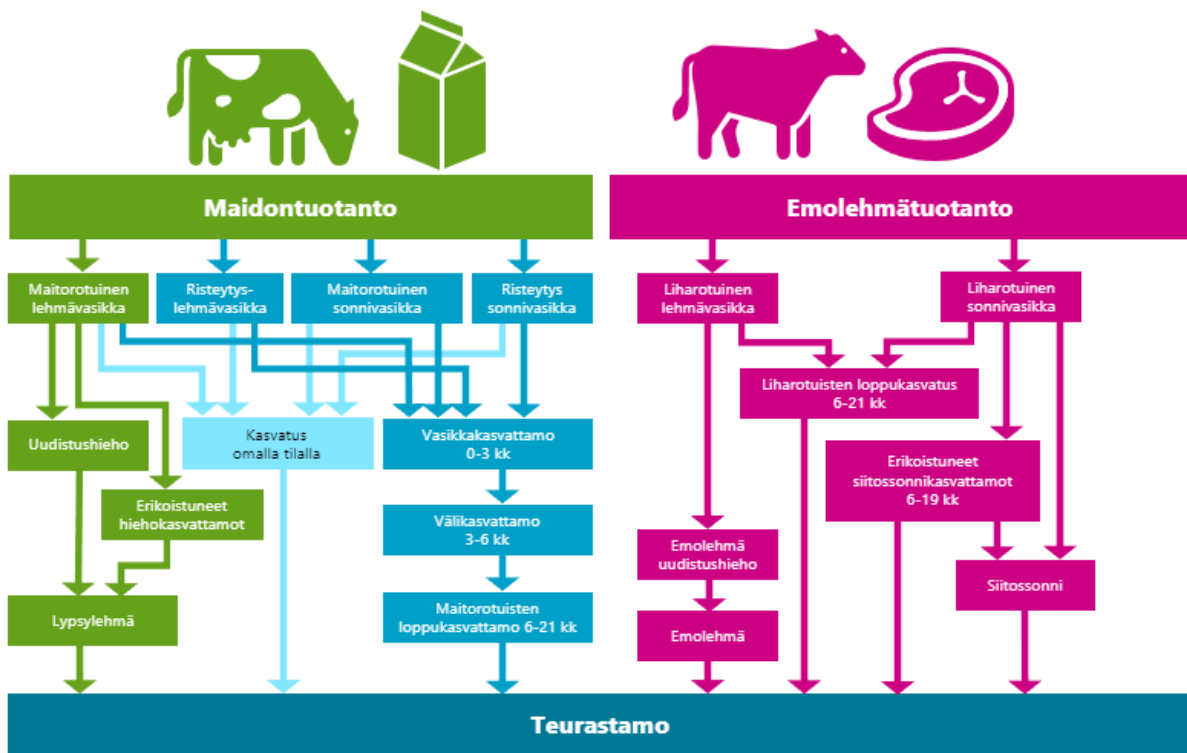 Maidontuotanto
Emolehmätuotanto
Maitorotuinen
lehmävasikka
Risteytys-
lehmävasikka
Maitorotuinen
sonnivasikka
Risteytys
sonnivasikka
Liharotuinen
lehmävasikka
Liharotuinen
sonnivasikka
Liharotuisten loppukasvatus
6-21 kk
Uudistushieho
Kasvatus
omalla tilalla
Vasikkakasvattamo
0-3 kk
Erikoistuneet
siitossonnikasvattamot
6-19 kk
Erikoistuneet
hiehokasvattamot
Välikasvattamo
3-6 kk
Emolehmä
uudistushieho
Siitossonni
Lypsylehmä
Maitorotuisten
loppukasvattamo 6-21 kk
Emolehmä
Teurastamo